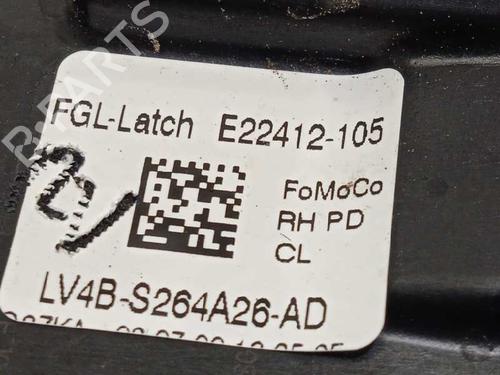 FGL-Latch E22412-105
FoMoCo
RH PD
CL
LV4B-S264A26-AD